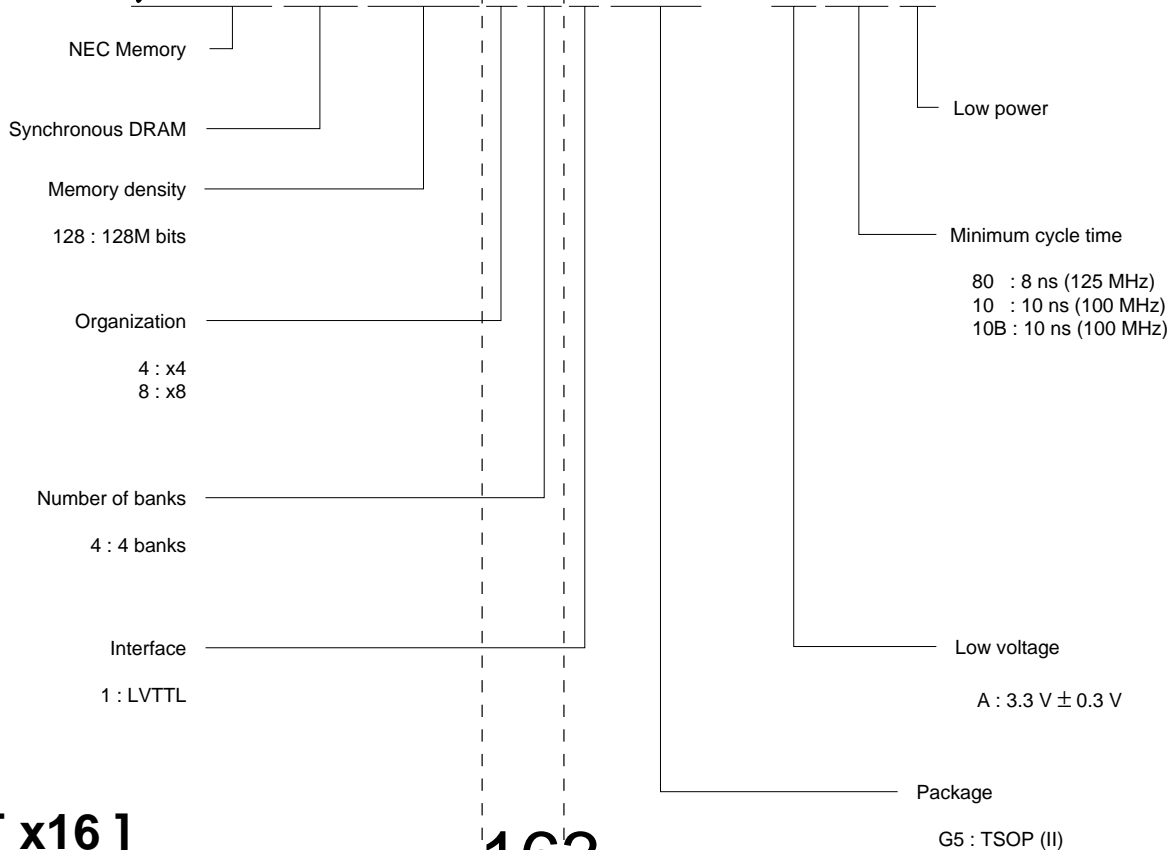 NEC Memory
Synchronous DRAM
Memory density
128 : 128M bits
Organization
4 : x4
8 : x8
Number of banks
4 : 4 banks
Interface
1 : LVTTL
Low power
Minimum cycle time
80 : 8 ns (125 MHz)
10 : 10 ns (100 MHz)
10B : 10 ns (100 MHz)
Low voltage
A : 3.3 V ± 0.3 V
Package
G5 : TSOP (II)
[ x16 ]